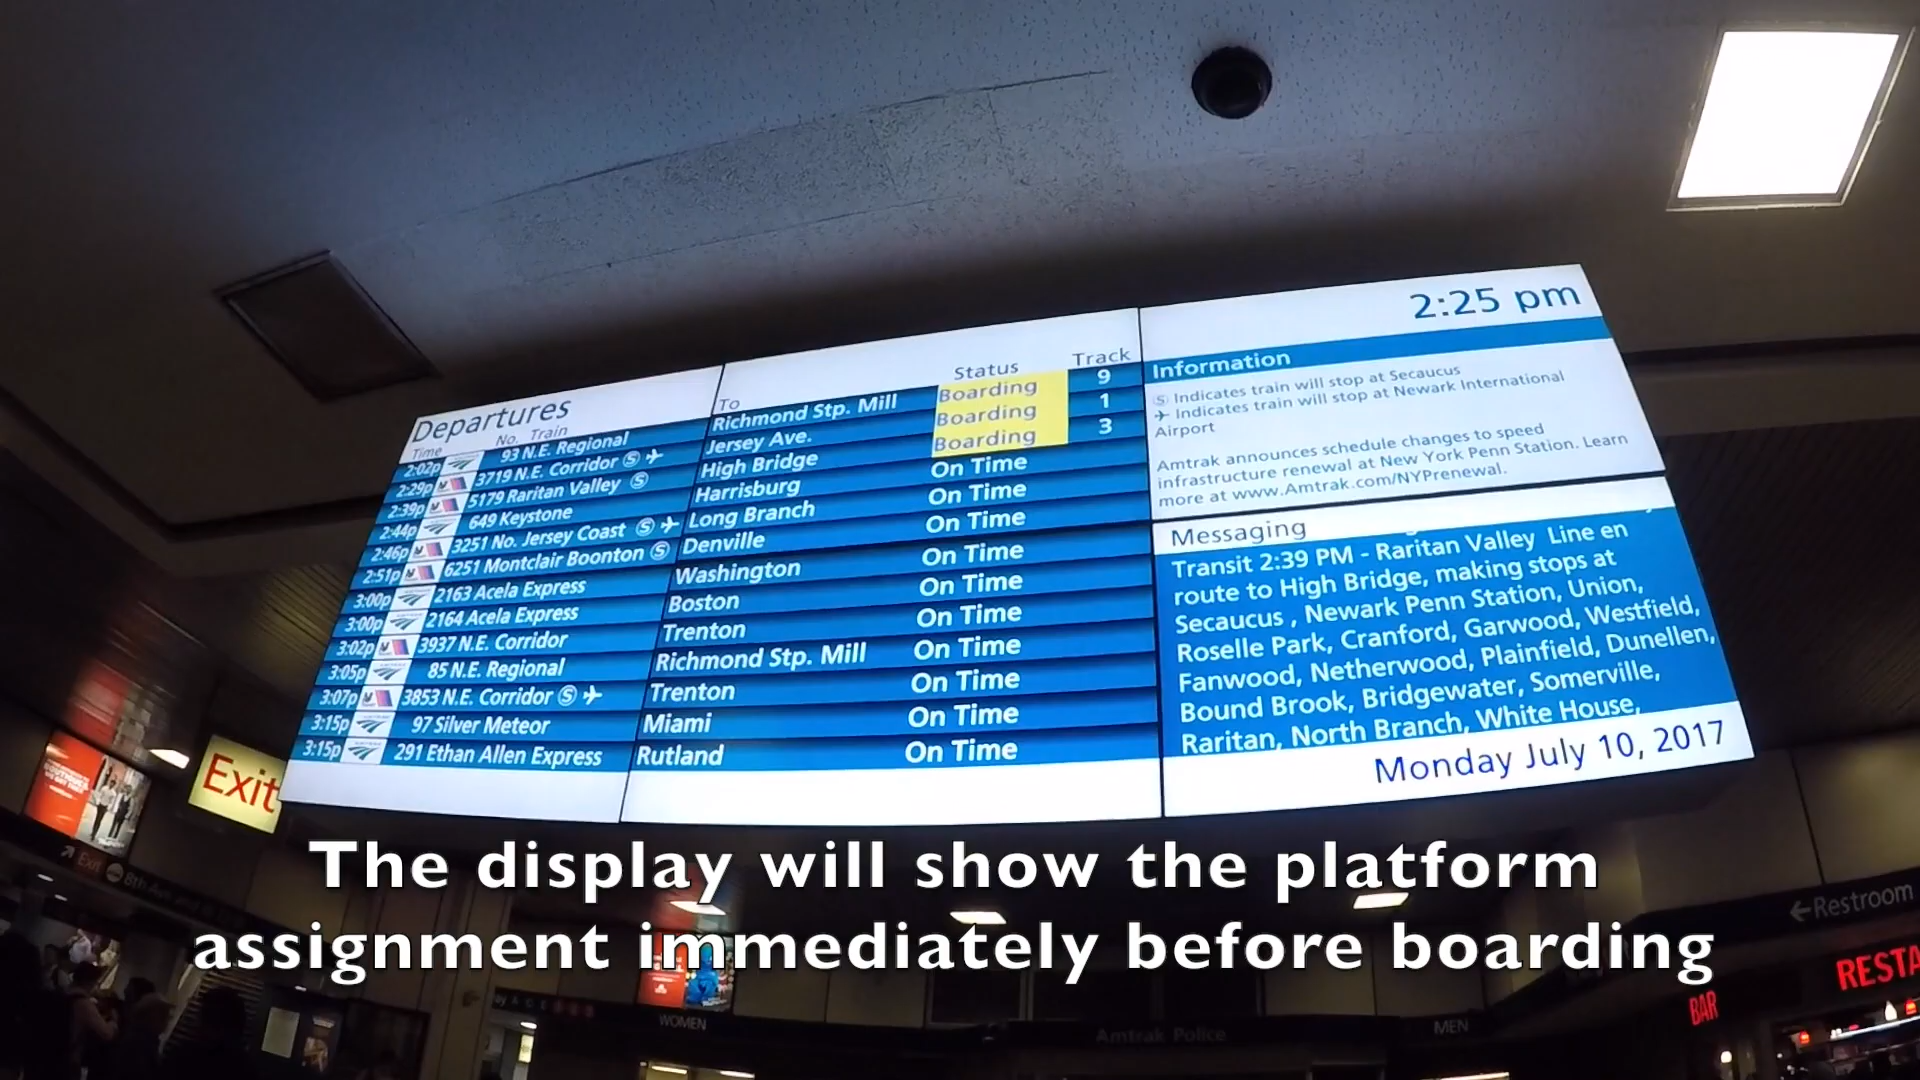 2:25 pm
Departures
Time No. Train To Status Track
2:02p 93 N.E. Regional Richmond Stp. Mill Boarding 9
2:29p 3719 N.E. Corridor Ⓢ ✈ Jersey Ave. Boarding 1
2:39p 5179 Raritan Valley Ⓢ High Bridge Boarding 3
2:44p 649 Keystone Harrisburg On Time
2:46p 3251 No. Jersey Coast Ⓢ ✈ Long Branch On Time
2:51p 6251 Montclair Boonton Ⓢ Denville On Time
3:00p 2163 Acela Express Washington On Time
3:00p 2164 Acela Express Boston On Time
3:02p 3937 N.E. Corridor Trenton On Time
3:05p 85 N.E. Regional Richmond Stp. Mill On Time
3:07p 3853 N.E. Corridor Ⓢ ✈ Trenton On Time
3:15p 97 Silver Meteor Miami On Time
3:15p 291 Ethan Allen Express Rutland On Time
Information
Ⓢ Indicates train will stop at Secaucus
✈ Indicates train will stop at Newark International
Airport
Amtrak announces schedule changes to speed
infrastructure renewal at New York Penn Station. Learn
more at www.Amtrak.com/NYPrenewal.
Messaging
Transit 2:39 PM - Raritan Valley Line en
route to High Bridge, making stops at
Secaucus , Newark Penn Station, Union,
Roselle Park, Cranford, Garwood, Westfield,
Fanwood, Netherwood, Plainfield, Dunellen,
Bound Brook, Bridgewater, Somerville,
Raritan, North Branch, White House,
Monday July 10, 2017
Exit
Exit 8th Ave
The display will show the platform
assignment immediately before boarding
←Restroom
RESTA
BAR
A C E
WOMEN
Amtrak Police
MEN